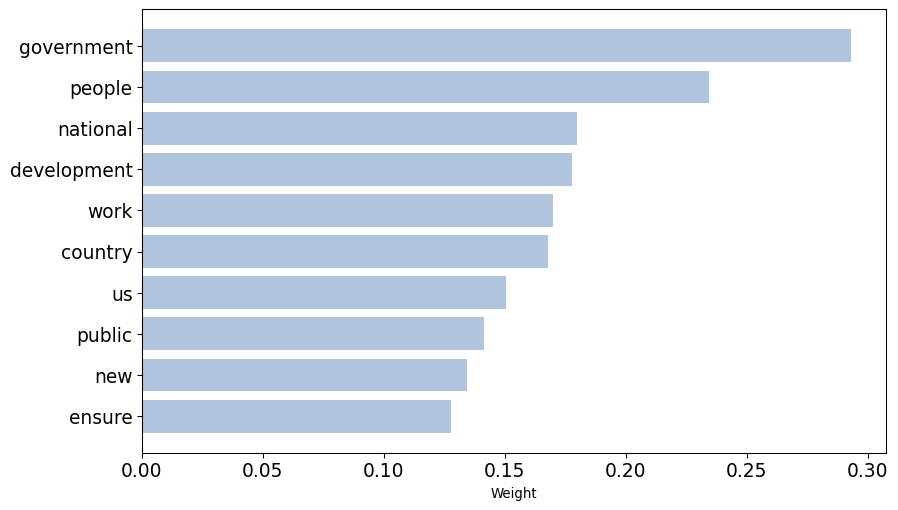 government
people
national
development
work
country
us
public
new
ensure
0.00 0.05 0.10 0.15 0.20 0.25 0.30
Weight